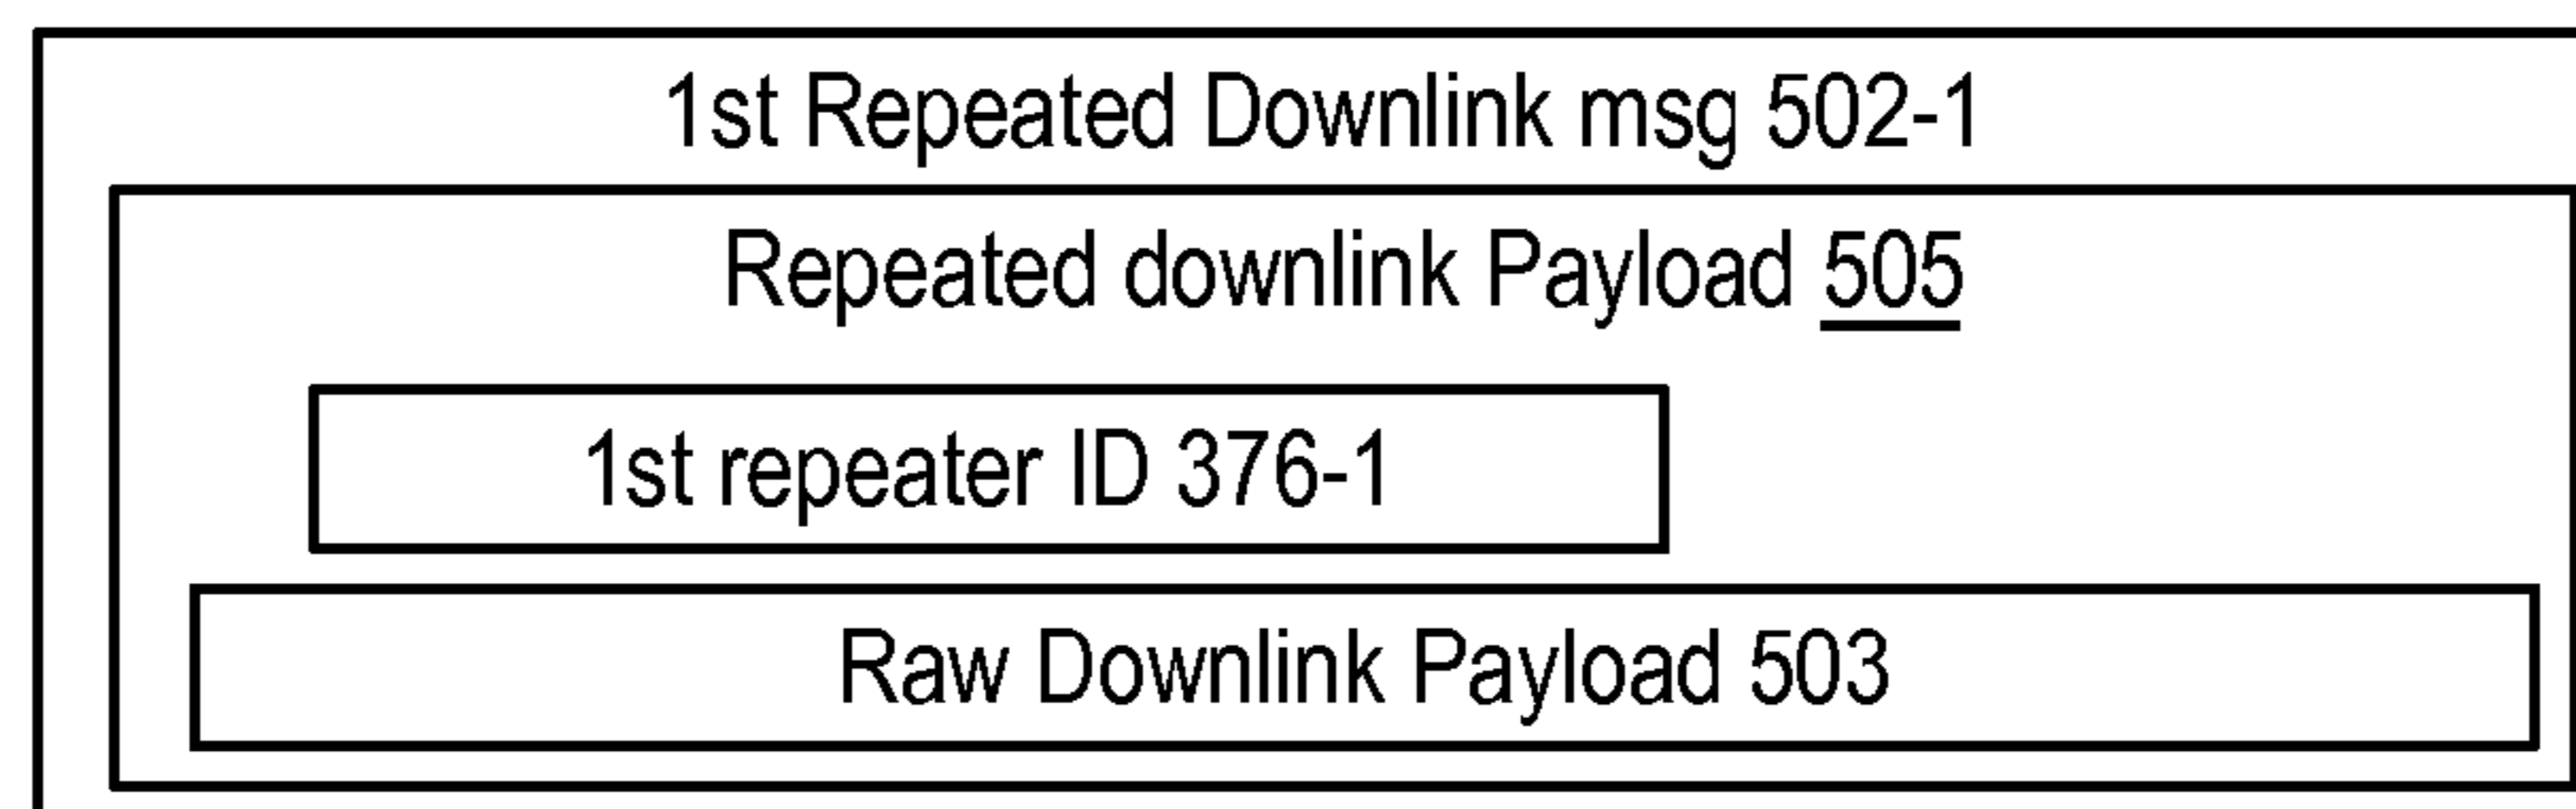 1st Repeated Downlink msg 502-1
Repeated downlink Payload 505
1st repeater ID 376-1
Raw Downlink Payload 503